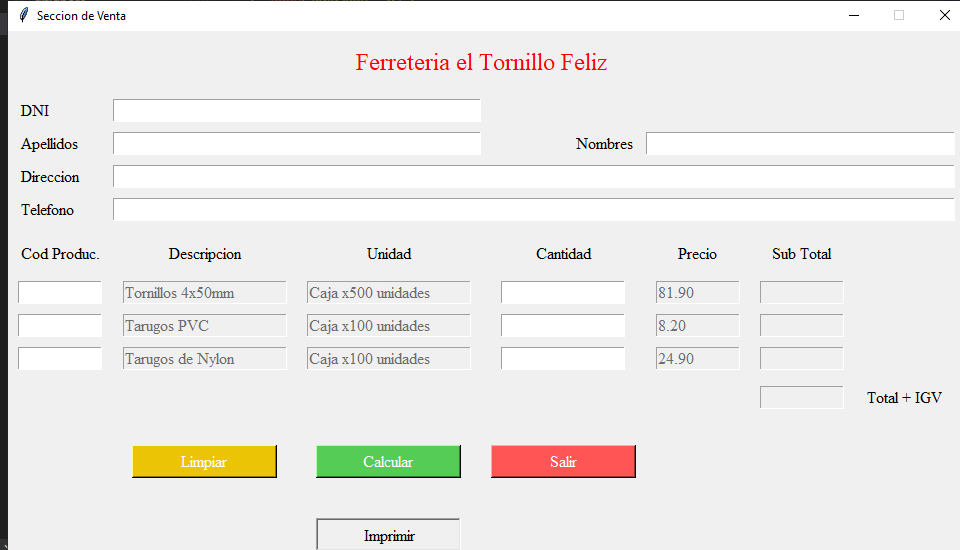 Seccion de Venta
Ferreteria el Tornillo Feliz
DNI
Apellidos Nombres
Direccion
Telefono
Cod Produc. Descripcion Unidad Cantidad Precio Sub Total
Tornillos 4x50mm Caja x500 unidades 81.90
Tarugos PVC Caja x100 unidades 8.20
Tarugos de Nylon Caja x100 unidades 24.90
Total + IGV
Limpiar Calcular Salir
Imprimir